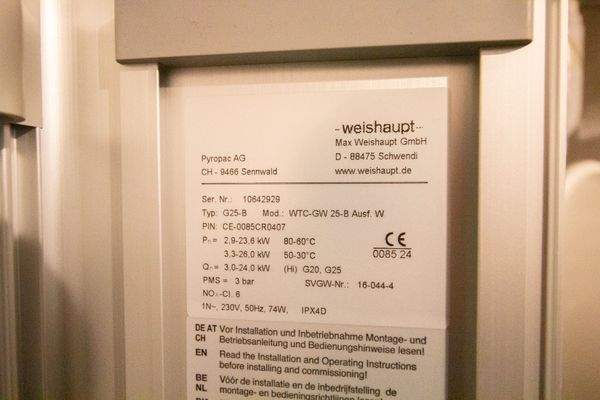 -weishaupt-
Max Weishaupt GmbH
Pyropac AG D - 88475 Schwendi
CH - 9466 Sennwald www.weishaupt.de
Ser. Nr.: 10642929
Typ: G25-B Mod.: WTC-GW 25-B Ausf. W
PIN: CE-0085CR0407
Pn= 2,9-23,6 kW 80-60°C CE
3,3-26,0 kW 50-30°C 0085 24
Qn= 3,0-24,0 kW (Hi) G20, G25
PMS = 3 bar SVGW-Nr.: 16-044-4
NOx-Cl. 6
1N~, 230V, 50Hz, 74W, IPX4D
DE AT Vor Installation und Inbetriebnahme Montage- und
CH Betriebsanleitung und Bedienungshinweise lesen!
EN Read the Installation and Operating Instructions
before installing and commissioning!
BE Vóór de installatie en de inbedrijfstelling de
NL montage- en bedieningsrichtlijnen